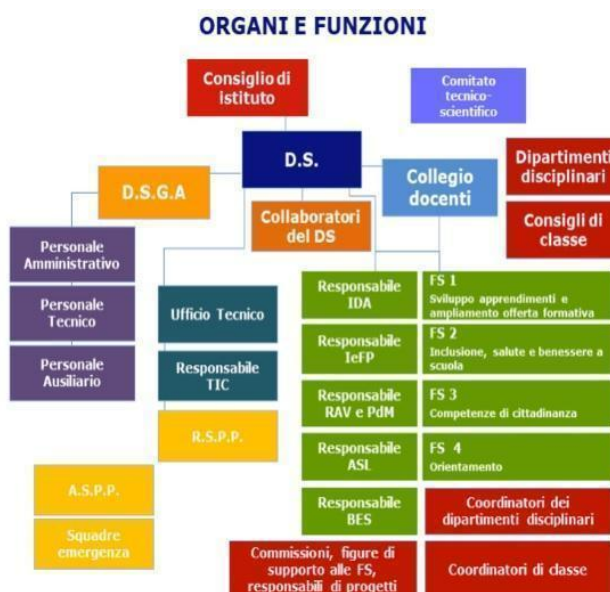 ORGANI E FUNZIONI
Consiglio di
istituto
Comitato
tecnico-
scientifico
D.S.
D.S.G.A
Collaboratori
del DS
Collegio
docenti
Dipartimenti
disciplinari
Consigli di
classe
Personale
Amministrativo
Personale
Tecnico
Personale
Ausiliario
Ufficio Tecnico
Responsabile
TIC
R.S.P.P.
A.S.P.P.
Squadre
emergenza
Responsabile
IDA
FS 1
Sviluppo apprendimenti e
ampliamento offerta formativa
Responsabile
IeFP
FS 2
Inclusione, salute e benessere a
scuola
Responsabile
RAV e PdM
FS 3
Competenze di cittadinanza
Responsabile
ASL
FS 4
Orientamento
Responsabile
BES
Coordinatori dei
dipartimenti disciplinari
Commissioni, figure di
supporto alle FS,
responsabili di progetti
Coordinatori di classe